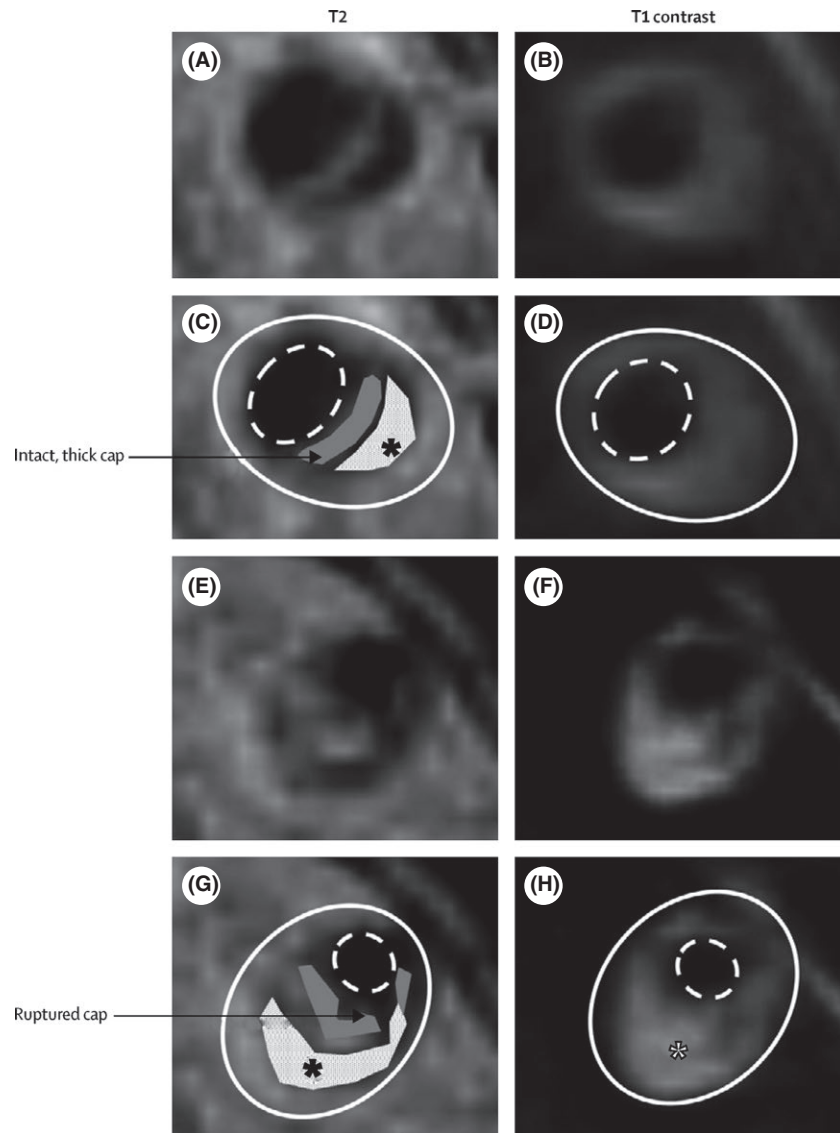 T2
T1 contrast
(A)
(B)
(C)
(D)
Intact, thick cap
*
(E)
(F)
(G)
(H)
Ruptured cap
*
*